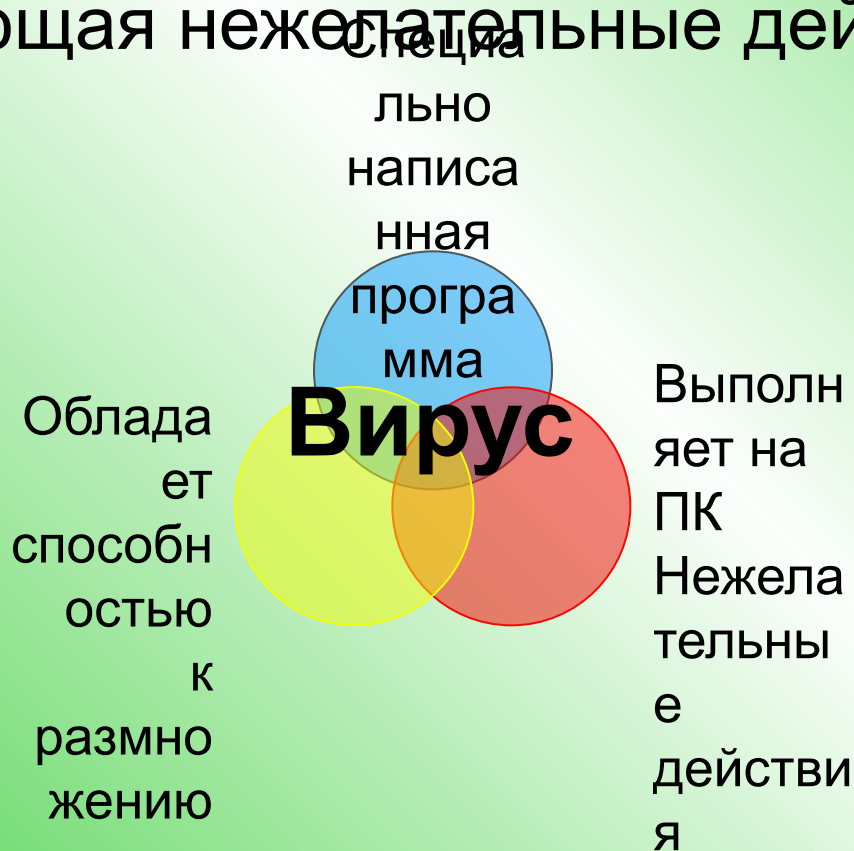 ющая нежелательные дей
Специа
льно
написа
нная
програ
мма
Вирус
Облада
ет
способн
остью
к
размно
жению
Выполн
яет на
ПК
Нежела
тельны
е
действи
я